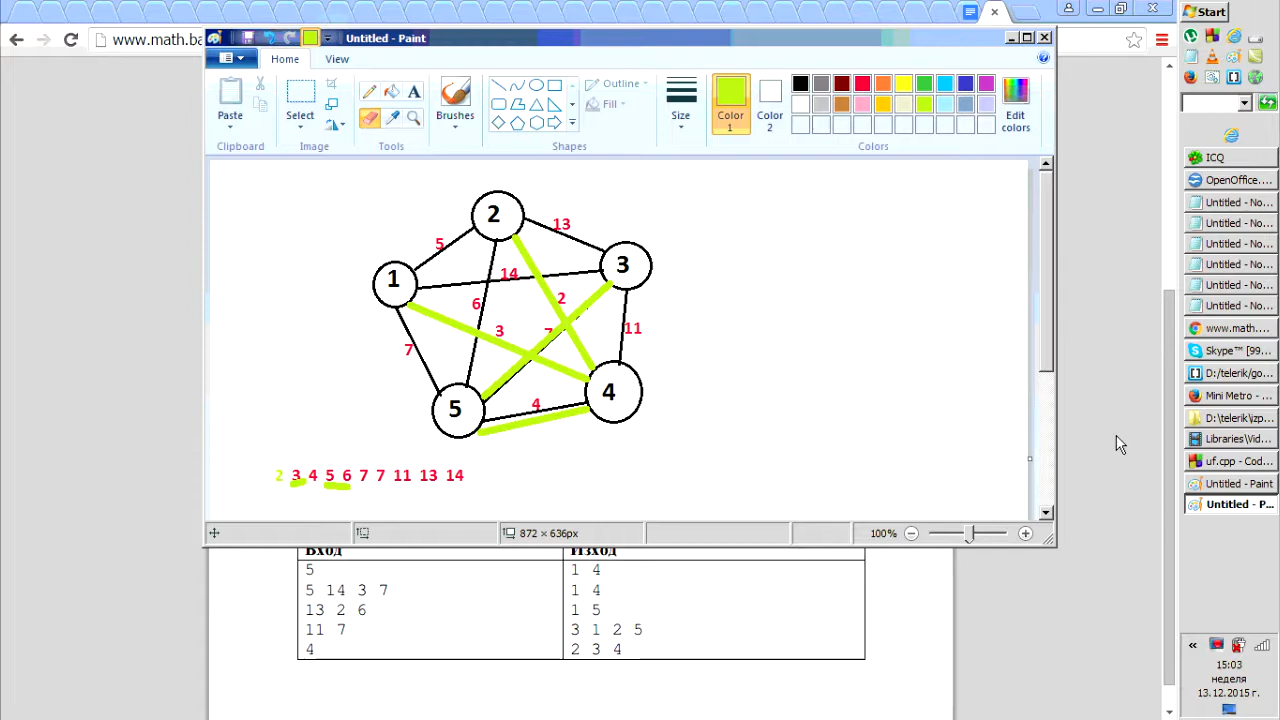 www.math.ba
Untitled - Paint
Home View
Paste
Select
Brushes
Outline
Fill
Size
Color 1
Color 2
Edit colors
Clipboard Image Tools Shapes Colors
2
13
5
3
1
14
6
2
3
7
11
7
4
5
4
2 3 4 5 6 7 7 11 13 14
872 × 636px
100%
Вход Изход
5 1 4
5 14 3 7 1 4
13 2 6 1 5
11 7 3 1 2 5
4 2 3 4
Start
ICQ
OpenOffice....
Untitled - No...
Untitled - No...
Untitled - No...
Untitled - No...
Untitled - No...
Untitled - No...
www.math....
Skype™ [99...
D:/telerik/go...
Mini Metro - ...
D:\telerik\izp...
Libraries\Vid...
uf.cpp - Cod...
Untitled - Paint
Untitled - P...
15:03
неделя
13.12.2015 г.